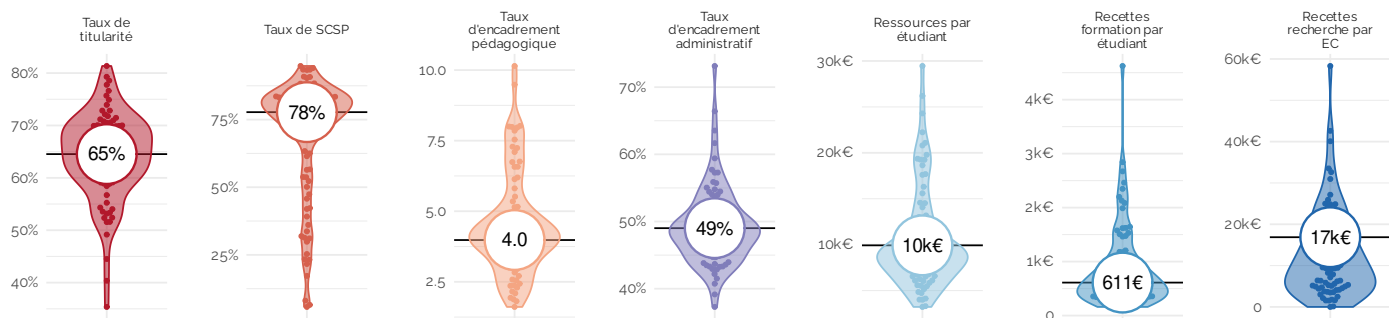 Taux de
titularité
80%
70%
60%
50%
40%
65%
Taux de SCSP
75%
50%
25%
78%
Taux
d'encadrement
pédagogique
10.0
7.5
5.0
2.5
4.0
Taux
d'encadrement
administratif
70%
60%
50%
40%
49%
Ressources par
étudiant
30k€
20k€
10k€
10k€
Recettes
formation par
étudiant
4k€
3k€
2k€
1k€
0
611€
Recettes
recherche par
EC
60k€
40k€
20k€
0
17k€